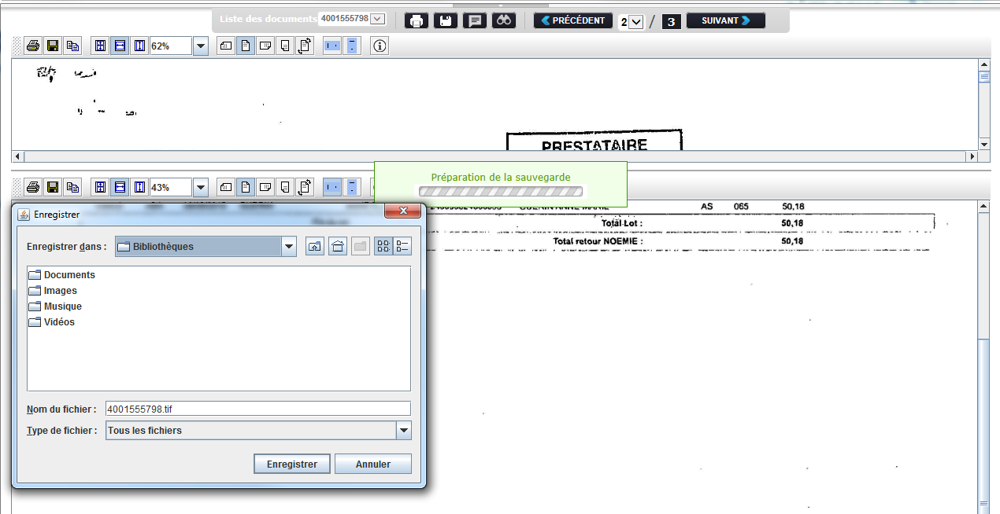 Liste des documents 4001555798 PRÉCÉDENT 2 / 3 SUIVANT
62%
PRESTATAIRE
Préparation de la sauvegarde
43%
AS 065 50,18
Total Lot : 50,18
Total retour NOEMIE : 50,18
Enregistrer
Enregistrer dans : Bibliothèques
Documents
Images
Musique
Vidéos
Nom du fichier : 4001555798.tif
Type de fichier : Tous les fichiers
Enregistrer Annuler